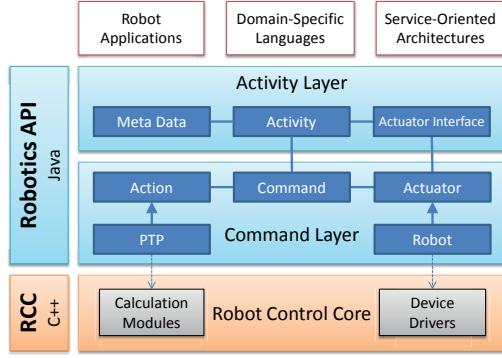 Robot
Applications
Domain-Specific
Languages
Service-Oriented
Architectures
Robotics API
Java
Activity Layer
Meta Data
Activity
Actuator Interface
Action
Command
Actuator
PTP
Command Layer
Robot
RCC
C++
Calculation
Modules
Robot Control Core
Device
Drivers